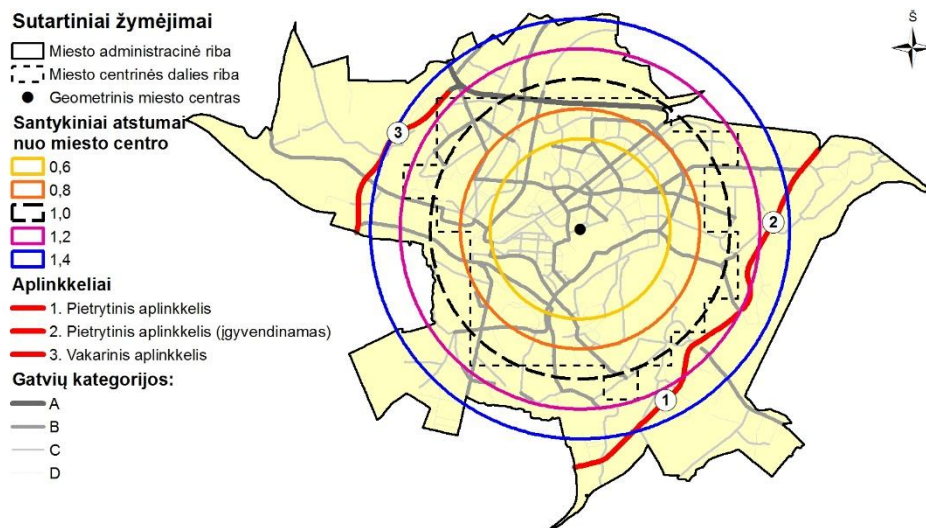 Sutartiniai žymėjimai
Miesto administracinė riba
Miesto centrinės dalies riba
Geometrinis miesto centras
Santykiniai atstumai
nuo miesto centro
0,6
0,8
1,0
1,2
1,4
Aplinkkeliai
1. Pietrytinis aplinkkelis
2. Pietrytinis aplinkkelis (įgyvendinamas)
3. Vakarinis aplinkkelis
Gatvių kategorijos:
A
B
C
D
Š
3
2
1